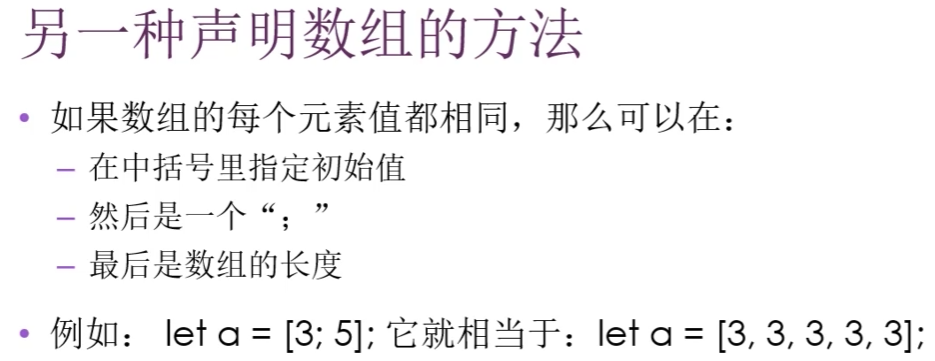 另一种声明数组的方法
• 如果数组的每个元素值都相同，那么可以在：
– 在中括号里指定初始值
– 然后是一个“；”
– 最后是数组的长度
• 例如： let a = [3; 5]; 它就相当于：let a = [3, 3, 3, 3, 3];